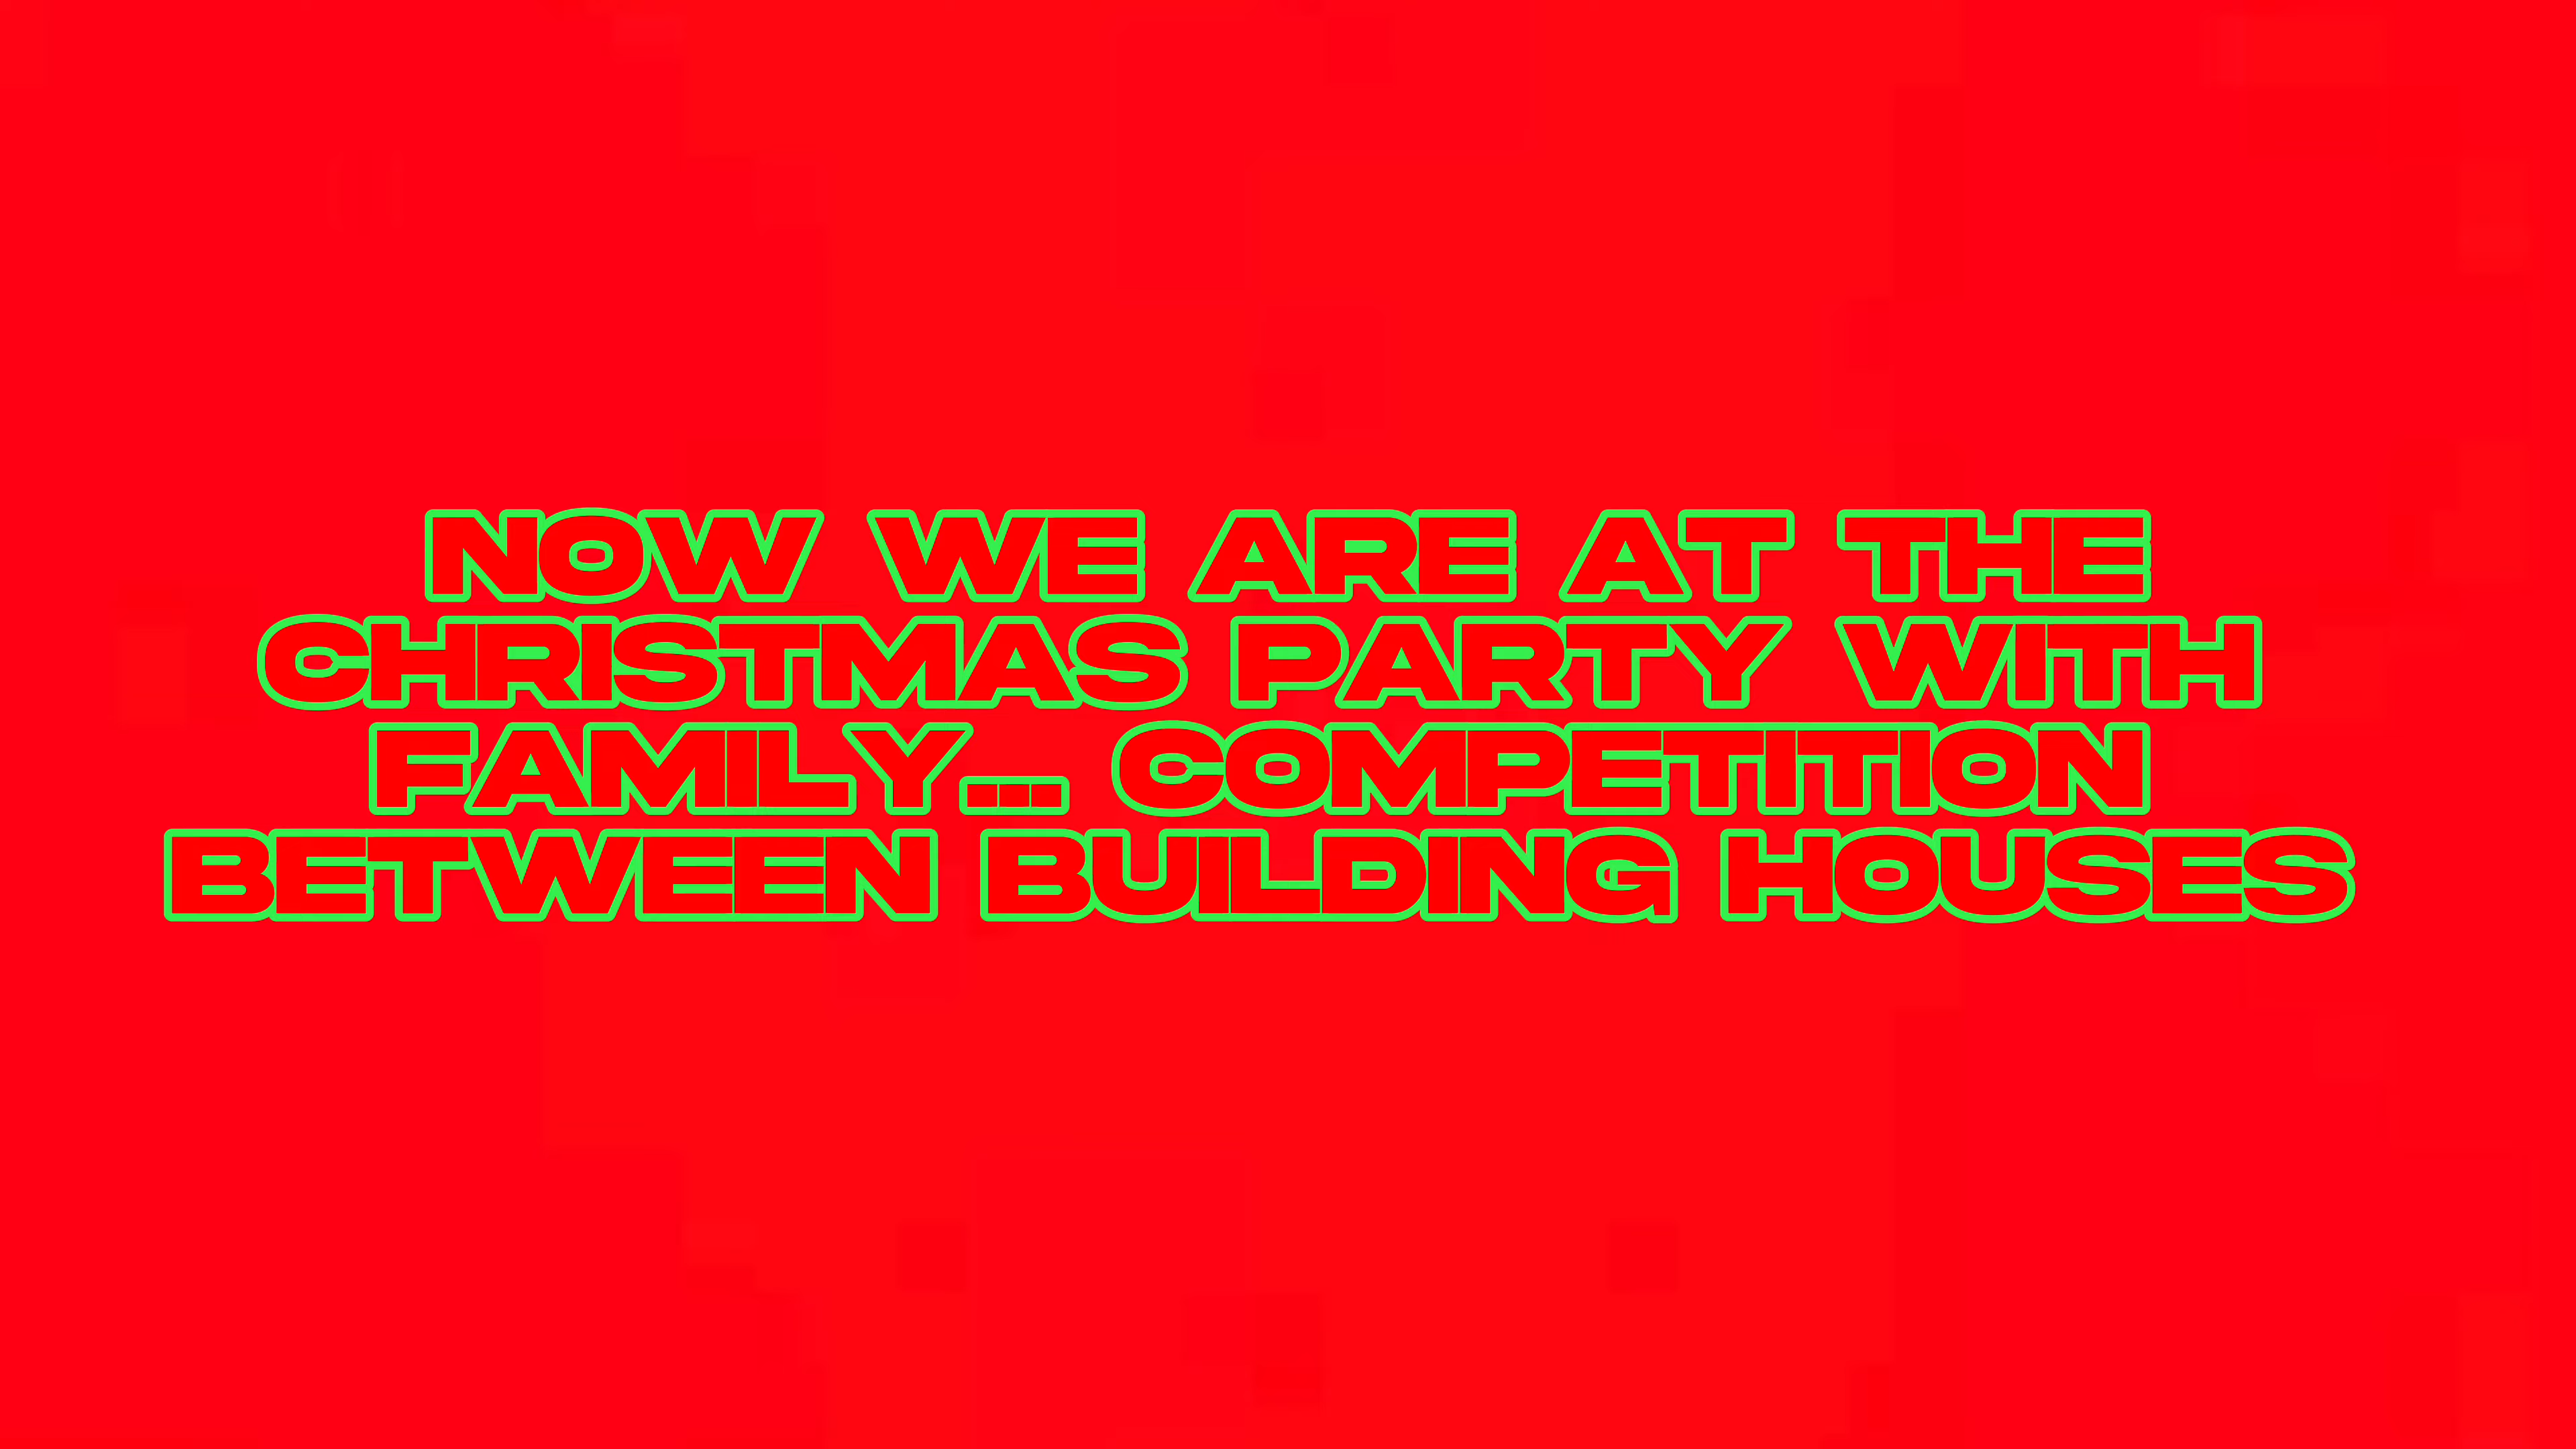 NOW WE ARE AT THE
CHRISTMAS PARTY WITH
FAMILY... COMPETITION
BETWEEN BUILDING HOUSES